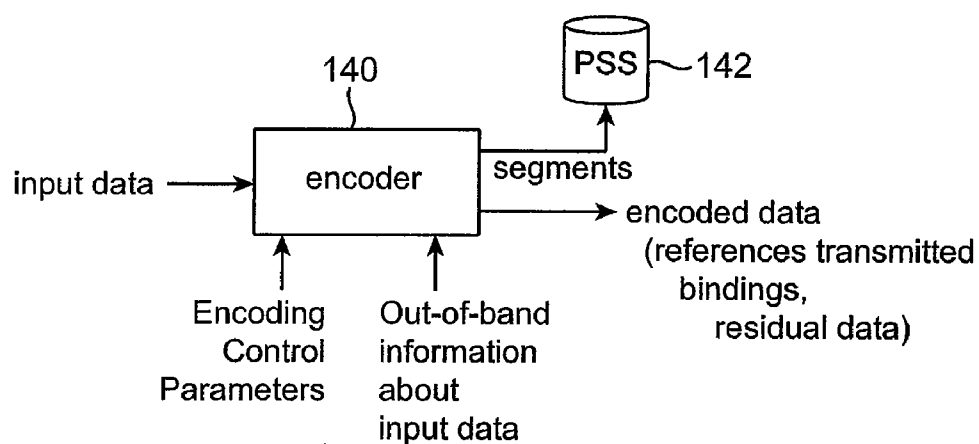 PSS
142
140
encoder
input data
segments
encoded data
(references transmitted
bindings,
residual data)
Encoding
Control
Parameters
Out-of-band
information
about
input data